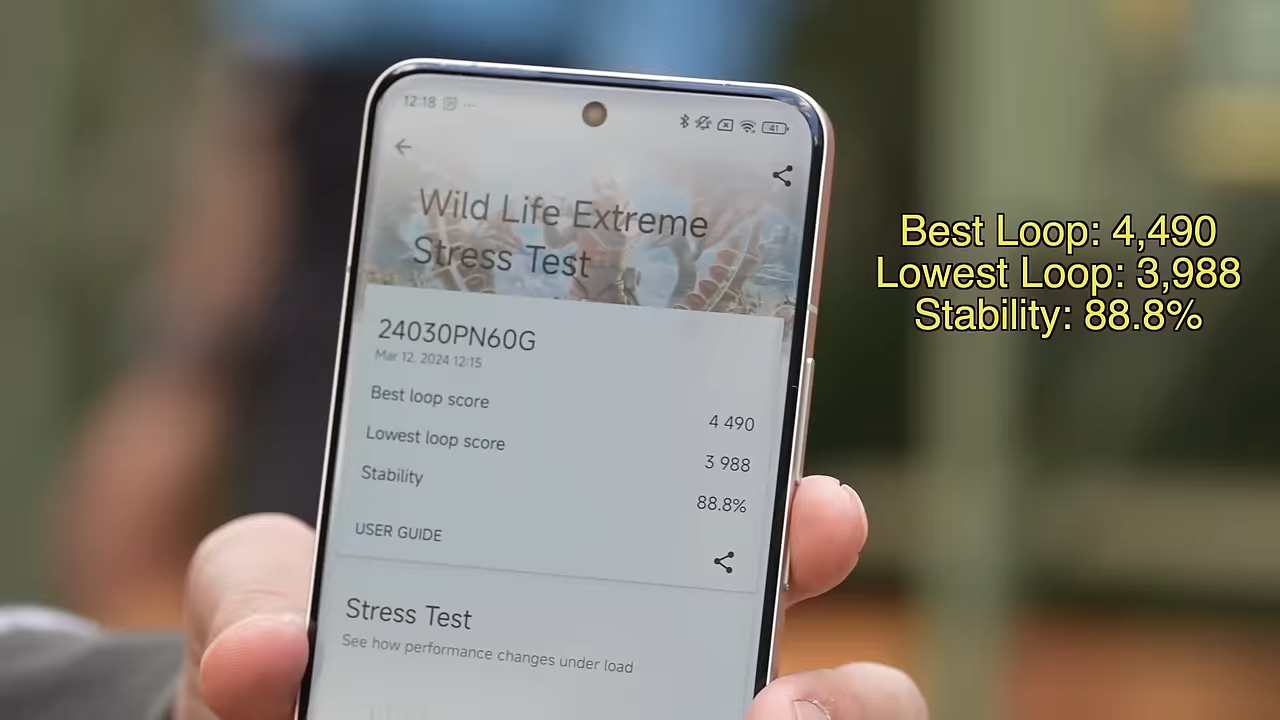 12:18
41
Wild Life Extreme
Stress Test
24030PN60G
Mar 12, 2024 12:15
Best loop score
4 490
Lowest loop score
3 988
Stability
88.8%
USER GUIDE
Stress Test
See how performance changes under load
Best Loop: 4,490
Lowest Loop: 3,988
Stability: 88.8%